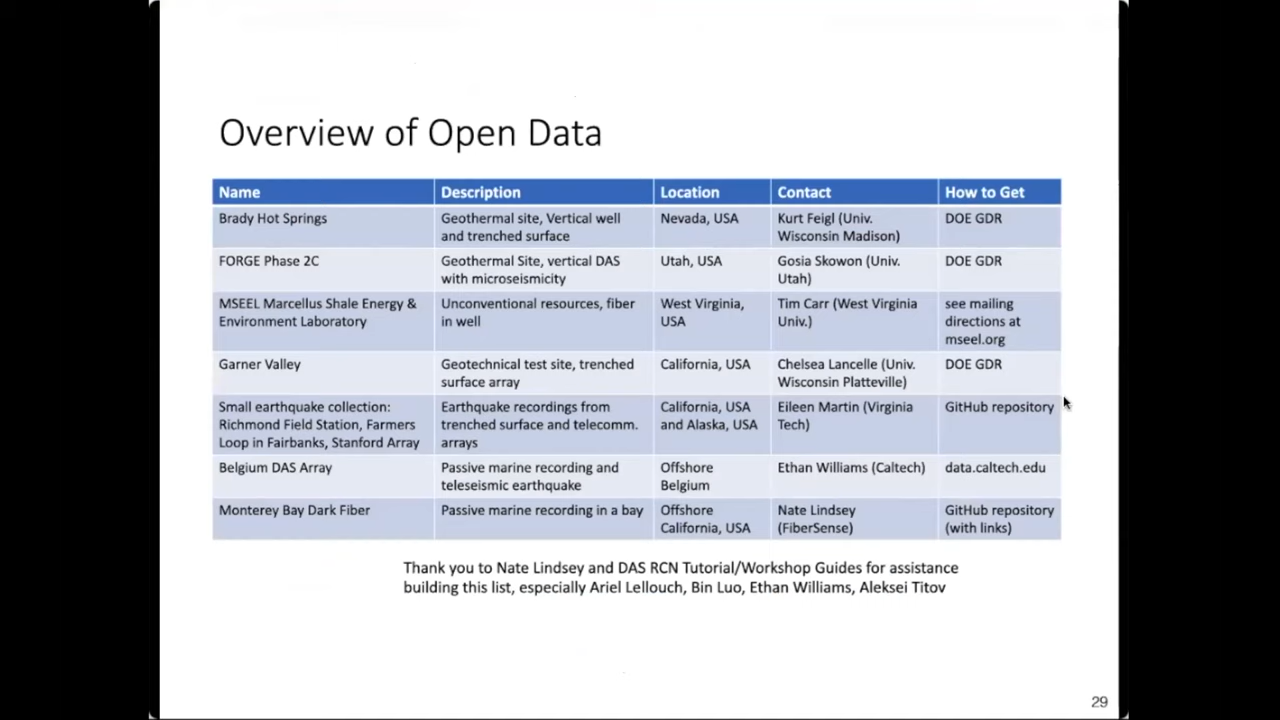 Overview of Open Data
Name Description Location Contact How to Get
Brady Hot Springs Geothermal site, Vertical well Nevada, USA Kurt Feigl (Univ. DOE GDR
and trenched surface Wisconsin Madison)
FORGE Phase 2C Geothermal Site, vertical DAS Utah, USA Gosia Skowon (Univ. DOE GDR
with microseismicity Utah)
MSEEL Marcellus Shale Energy & Unconventional resources, fiber West Virginia, Tim Carr (West Virginia see mailing
Environment Laboratory in well USA Univ.) directions at
mseel.org
Garner Valley Geotechnical test site, trenched California, USA Chelsea Lancelle (Univ. DOE GDR
surface array Wisconsin Platteville)
Small earthquake collection: Earthquake recordings from California, USA Eileen Martin (Virginia GitHub repository
Richmond Field Station, Farmers trenched surface and telecomm. and Alaska, USA Tech)
Loop in Fairbanks, Stanford Array arrays
Belgium DAS Array Passive marine recording and Offshore Ethan Williams (Caltech) data.caltech.edu
teleseismic earthquake Belgium
Monterey Bay Dark Fiber Passive marine recording in a bay Offshore Nate Lindsey GitHub repository
California, USA (FiberSense) (with links)
Thank you to Nate Lindsey and DAS RCN Tutorial/Workshop Guides for assistance
building this list, especially Ariel Lellouch, Bin Luo, Ethan Williams, Aleksei Titov
29